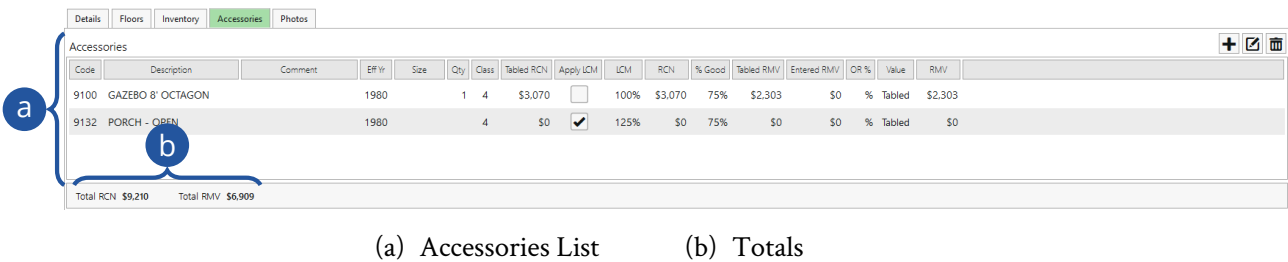 Details Floors Inventory Accessories Photos
a
Accessories
Code Description Comment Eff Yr Size Qty Class Tabled RCN Apply LCM LCM RCN % Good Tabled RMV Entered RMV OR % Value RMV
9100 GAZEBO 8' OCTAGON 1980 1 4 $3,070 100% $3,070 75% $2,303 $0 % Tabled $2,303
9132 PORCH - OPEN 1980 4 $0 125% $0 75% $0 $0 % Tabled $0
b
Total RCN $9,210 Total RMV $6,909
(a) Accessories List (b) Totals